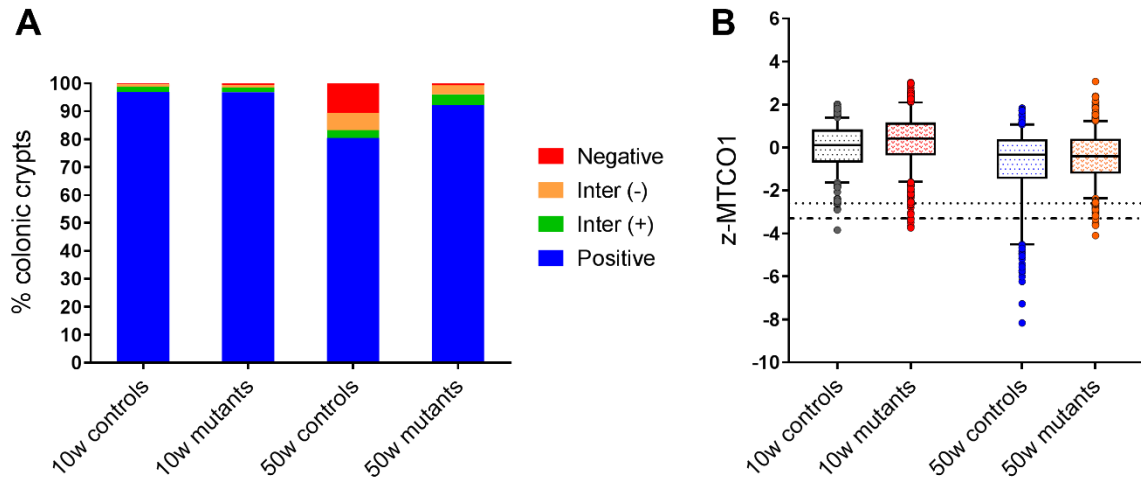 A
% colonic crypts
100
90
80
70
60
50
40
30
20
10
0
10w controls
10w mutants
50w controls
50w mutants
Negative
Inter (-)
Inter (+)
Positive
B
z-MTCO1
6
4
2
0
-2
-4
-6
-8
-10
10w controls
10w mutants
50w controls
50w mutants